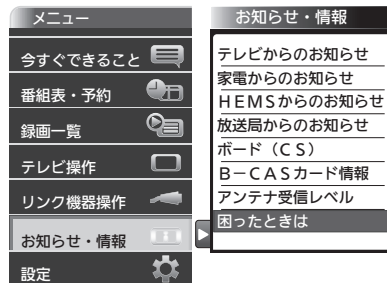 メニュー
今すぐできること
番組表・予約
録画一覧
テレビ操作
リンク機器操作
お知らせ・情報
設定
お知らせ・情報
テレビからのお知らせ
家電からのお知らせ
ＨＥＭＳからのお知らせ
放送局からのお知らせ
ボード（ＣＳ）
Ｂ－ＣＡＳカード情報
アンテナ受信レベル
困ったときは